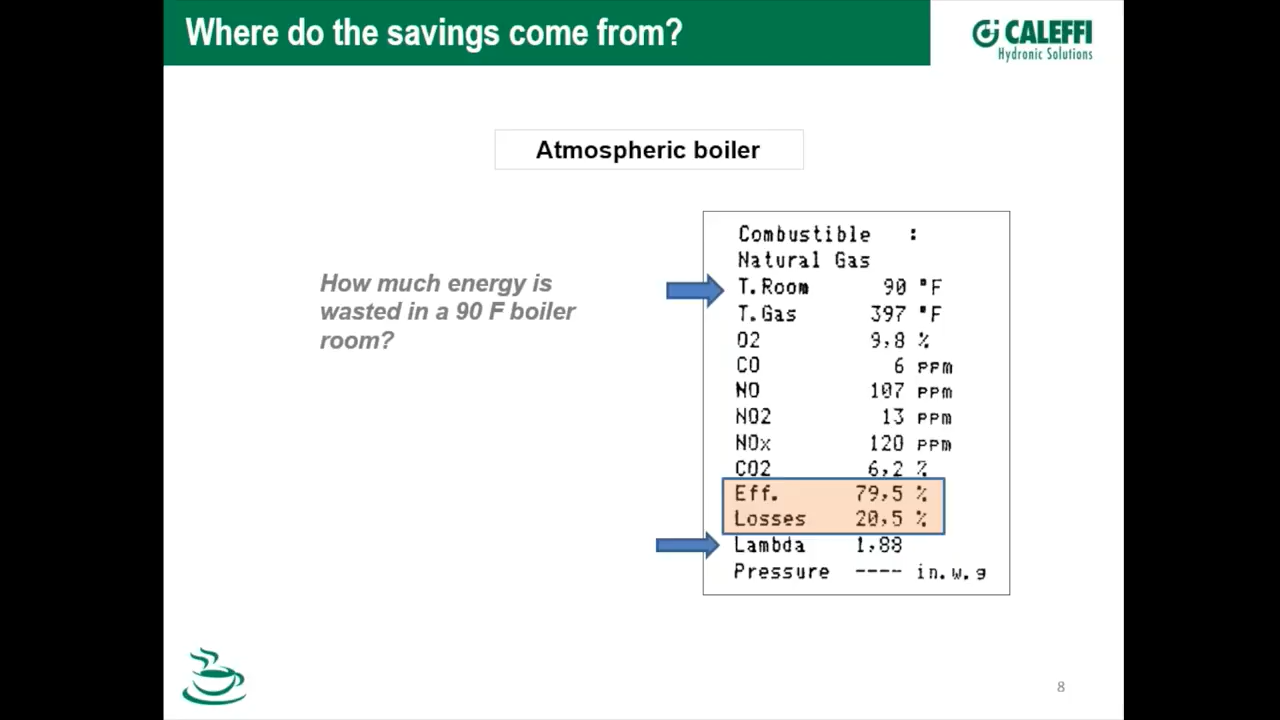 Where do the savings come from?
CALEFFI
Hydronic Solutions
Atmospheric boiler
How much energy is
wasted in a 90 F boiler
room?
Combustible :
Natural Gas
T.Room 90 °F
T.Gas 397 °F
O2 9,8 %
CO 6 ppm
NO 107 ppm
NO2 13 ppm
NOx 120 ppm
CO2 6,2 %
Eff. 79,5 %
Losses 20,5 %
Lambda 1,88
Pressure ---- in.w.g
8